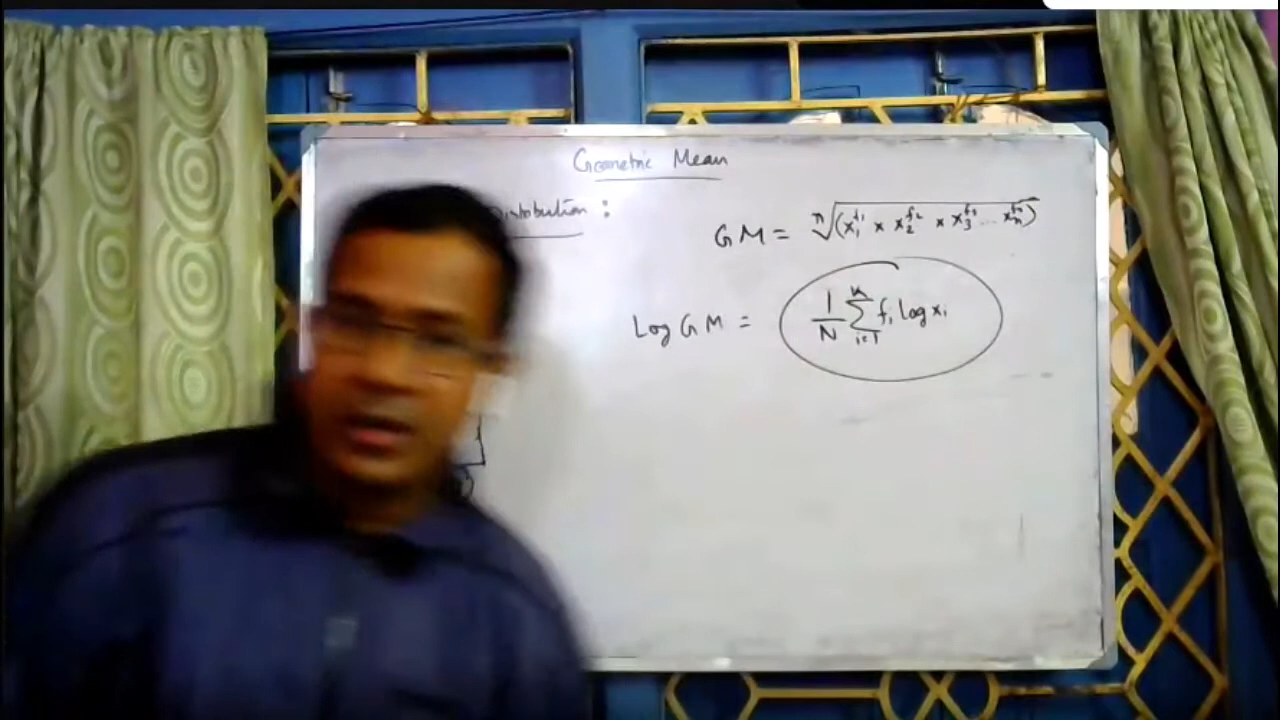 Geometric Mean
Distribution :
GM = ⁿ√(x₁^f₁ × x₂^f₂ × x₃^f₃ ... xₙ^fₙ)
Log GM = 1/N ∑ᵢ₌₁ᴷ fᵢ Log xᵢ